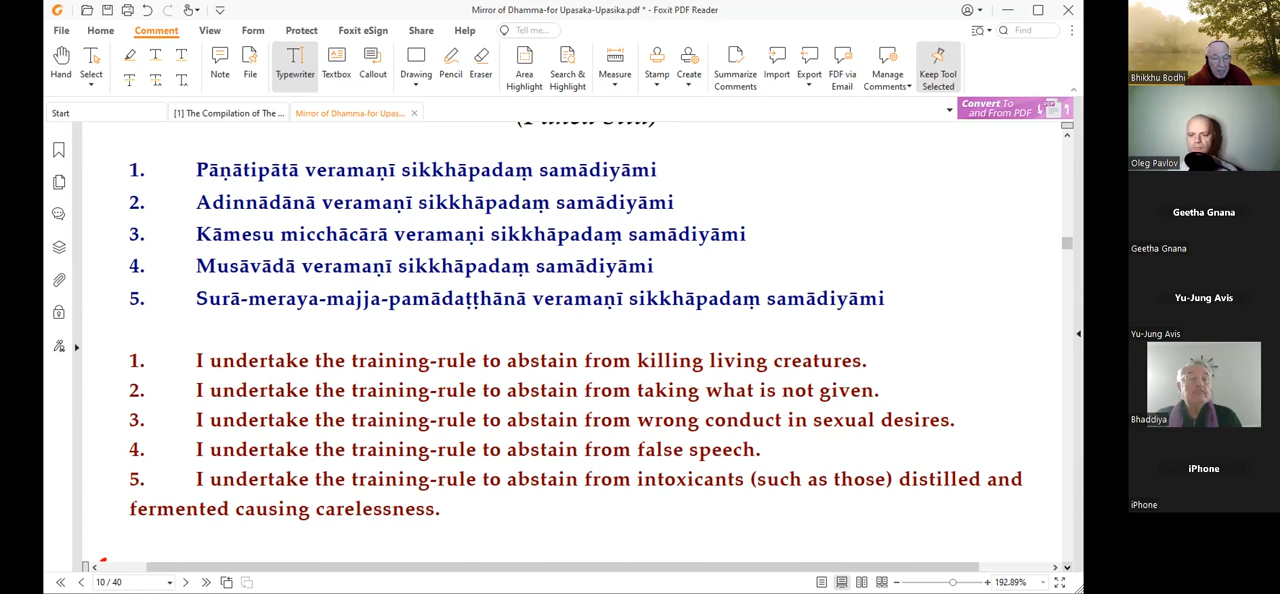 Mirror of Dhamma-for Upasaka-Upasika.pdf * - Foxit PDF Reader
File Home Comment View Form Protect Foxit eSign Share Help Tell me... Find
Hand Select Note File Typewriter Textbox Callout Drawing Pencil Eraser Area Highlight Search & Highlight Measure Stamp Create Summarize Comments Import Export FDF via Email Manage Comments Keep Tool Selected
Start [1] The Compilation of The ... Mirror of Dhamma-for Upas... Convert To and From PDF
1. Pāṇātipātā veramaṇī sikkhāpadaṃ samādiyāmi
2. Adinnādānā veramaṇī sikkhāpadaṃ samādiyāmi
3. Kāmesu micchācārā veramaṇi sikkhāpadaṃ samādiyāmi
4. Musāvādā veramaṇī sikkhāpadaṃ samādiyāmi
5. Surā-meraya-majja-pamādaṭṭhānā veramaṇī sikkhāpadaṃ samādiyāmi
1. I undertake the training-rule to abstain from killing living creatures.
2. I undertake the training-rule to abstain from taking what is not given.
3. I undertake the training-rule to abstain from wrong conduct in sexual desires.
4. I undertake the training-rule to abstain from false speech.
5. I undertake the training-rule to abstain from intoxicants (such as those) distilled and
fermented causing carelessness.
10 / 40 192.89%
Bhikkhu Bodhi
Oleg Pavlov
Geetha Gnana
Geetha Gnana
Yu-Jung Avis
Yu-Jung Avis
Bhaddiya
iPhone
iPhone